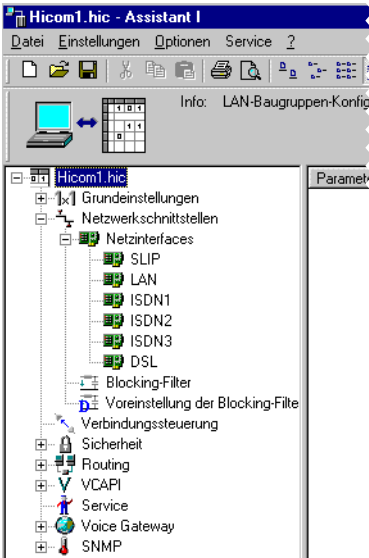 Hicom1.hic - Assistant I
Datei Einstellungen Optionen Service ?
Info: LAN-Baugruppen-Konfig
Hicom1.hic
Paramet
Grundeinstellungen
Netzwerkschnittstellen
Netzinterfaces
SLIP
LAN
ISDN1
ISDN2
ISDN3
DSL
Blocking-Filter
Voreinstellung der Blocking-Filte
Verbindungssteuerung
Sicherheit
Routing
VCAPI
Service
Voice Gateway
SNMP